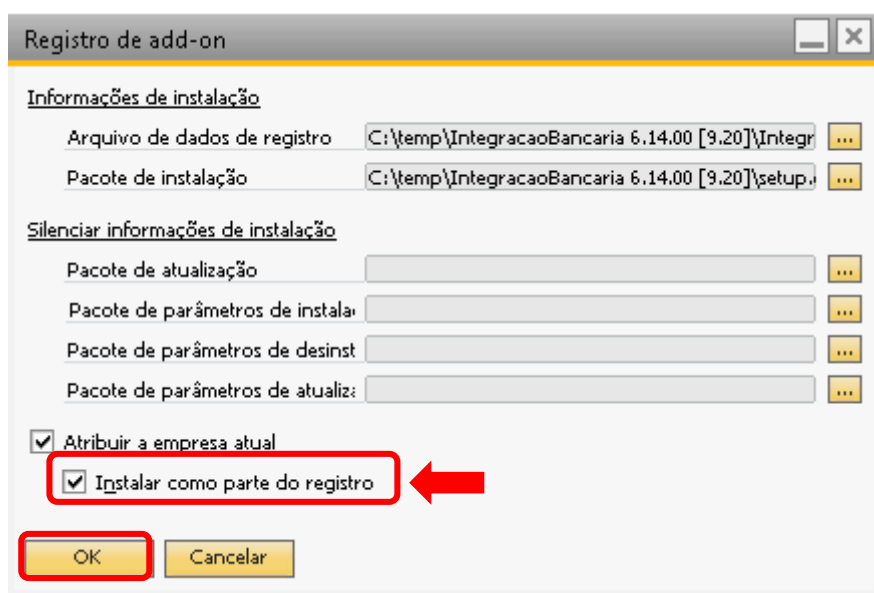 Registro de add-on
Informações de instalação
Arquivo de dados de registro C:\temp\IntegracaoBancaria 6.14.00 [9.20]\Integr ...
Pacote de instalação C:\temp\IntegracaoBancaria 6.14.00 [9.20]\setup. ...
Silenciar informações de instalação
Pacote de atualização ...
Pacote de parâmetros de instala ...
Pacote de parâmetros de desinst ...
Pacote de parâmetros de atualiza ...
Atribuir a empresa atual
Instalar como parte do registro
OK Cancelar